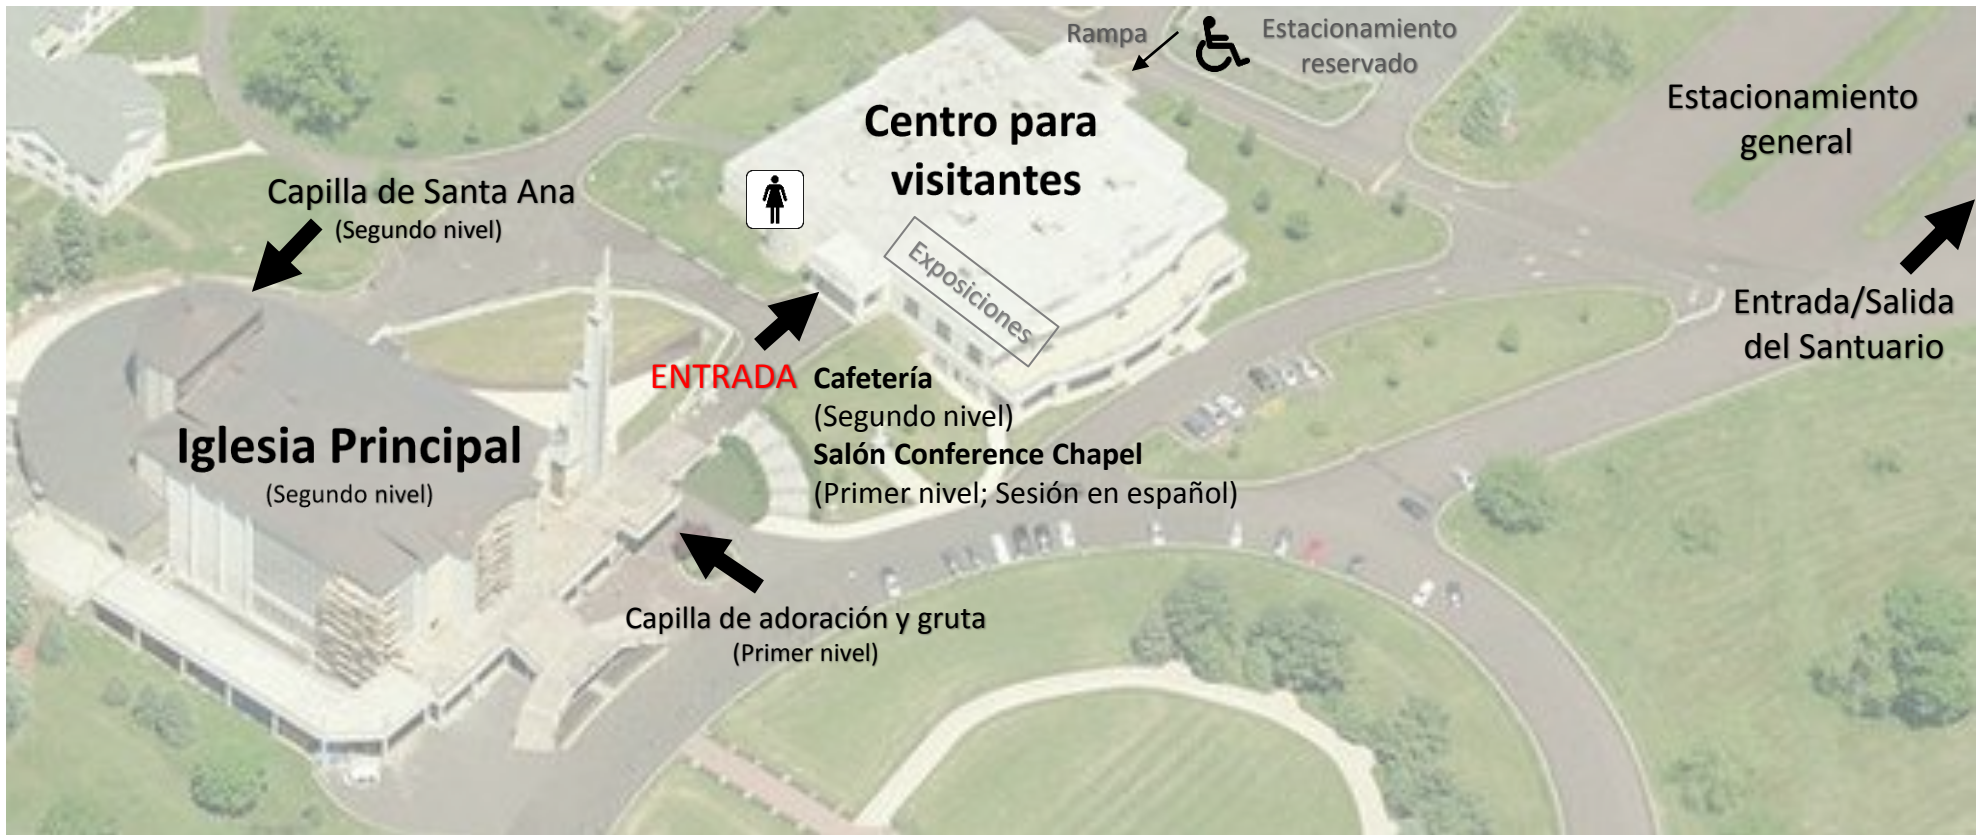 Rampa
Estacionamiento
reservado
Centro para
visitantes
Estacionamiento
general
Capilla de Santa Ana
(Segundo nivel)
Exposiciones
Entrada/Salida
del Santuario
ENTRADA
Cafetería
(Segundo nivel)
Salón Conference Chapel
(Primer nivel; Sesión en español)
Iglesia Principal
(Segundo nivel)
Capilla de adoración y gruta
(Primer nivel)